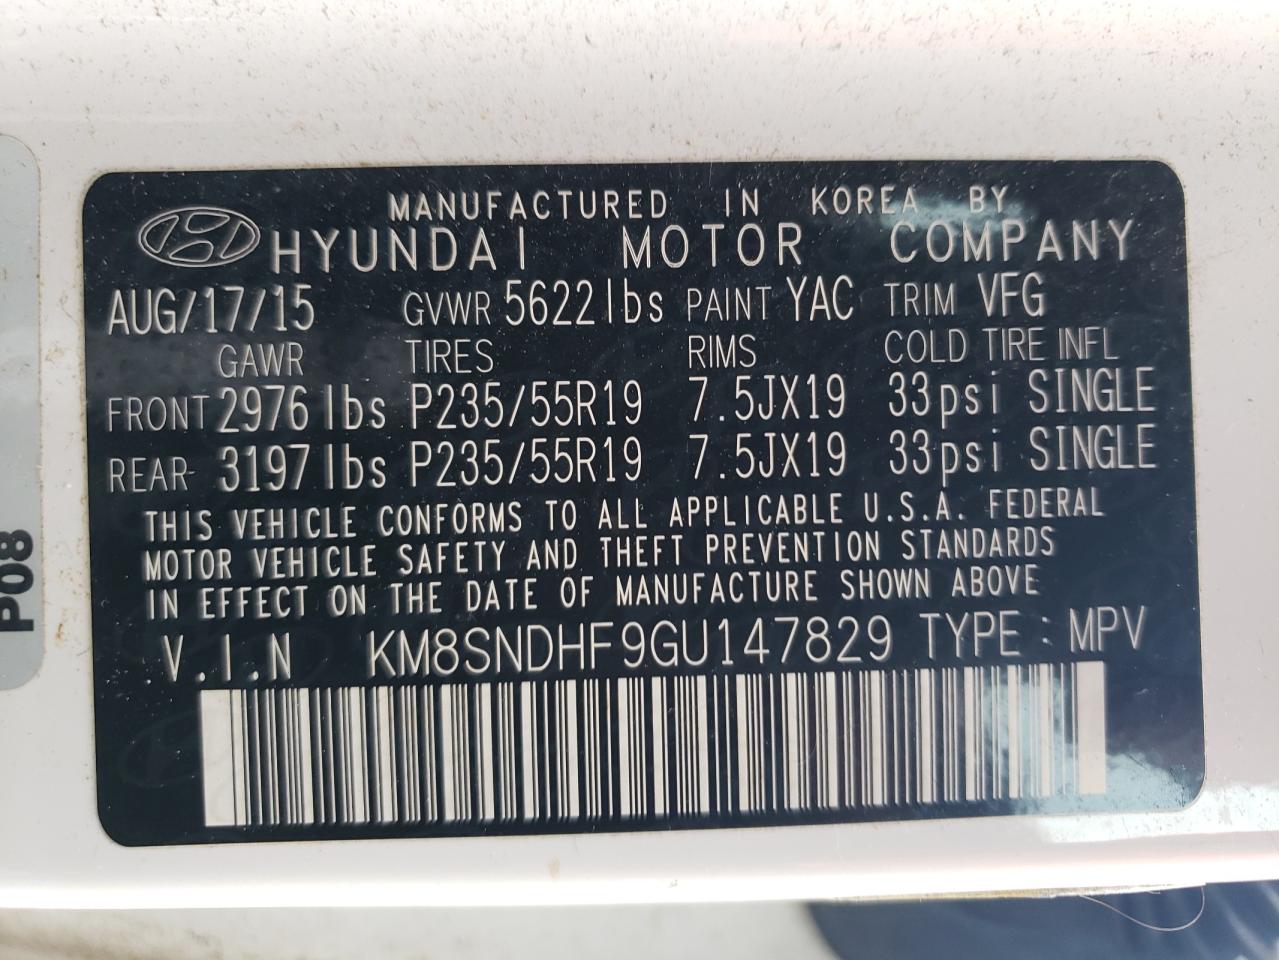 MANUFACTURED IN KOREA BY
HYUNDAI MOTOR COMPANY
AUG/17/15 GVWR 5622lbs PAINT YAC TRIM VFG
GAWR TIRES RIMS COLD TIRE INFL
FRONT 2976lbs P235/55R19 7.5JX19 33psi SINGLE
REAR 3197lbs P235/55R19 7.5JX19 33psi SINGLE
THIS VEHICLE CONFORMS TO ALL APPLICABLE U.S.A. FEDERAL
MOTOR VEHICLE SAFETY AND THEFT PREVENTION STANDARDS
IN EFFECT ON THE DATE OF MANUFACTURE SHOWN ABOVE
.V.I.N KM8SNDHF9GU147829 TYPE : MPV
P08